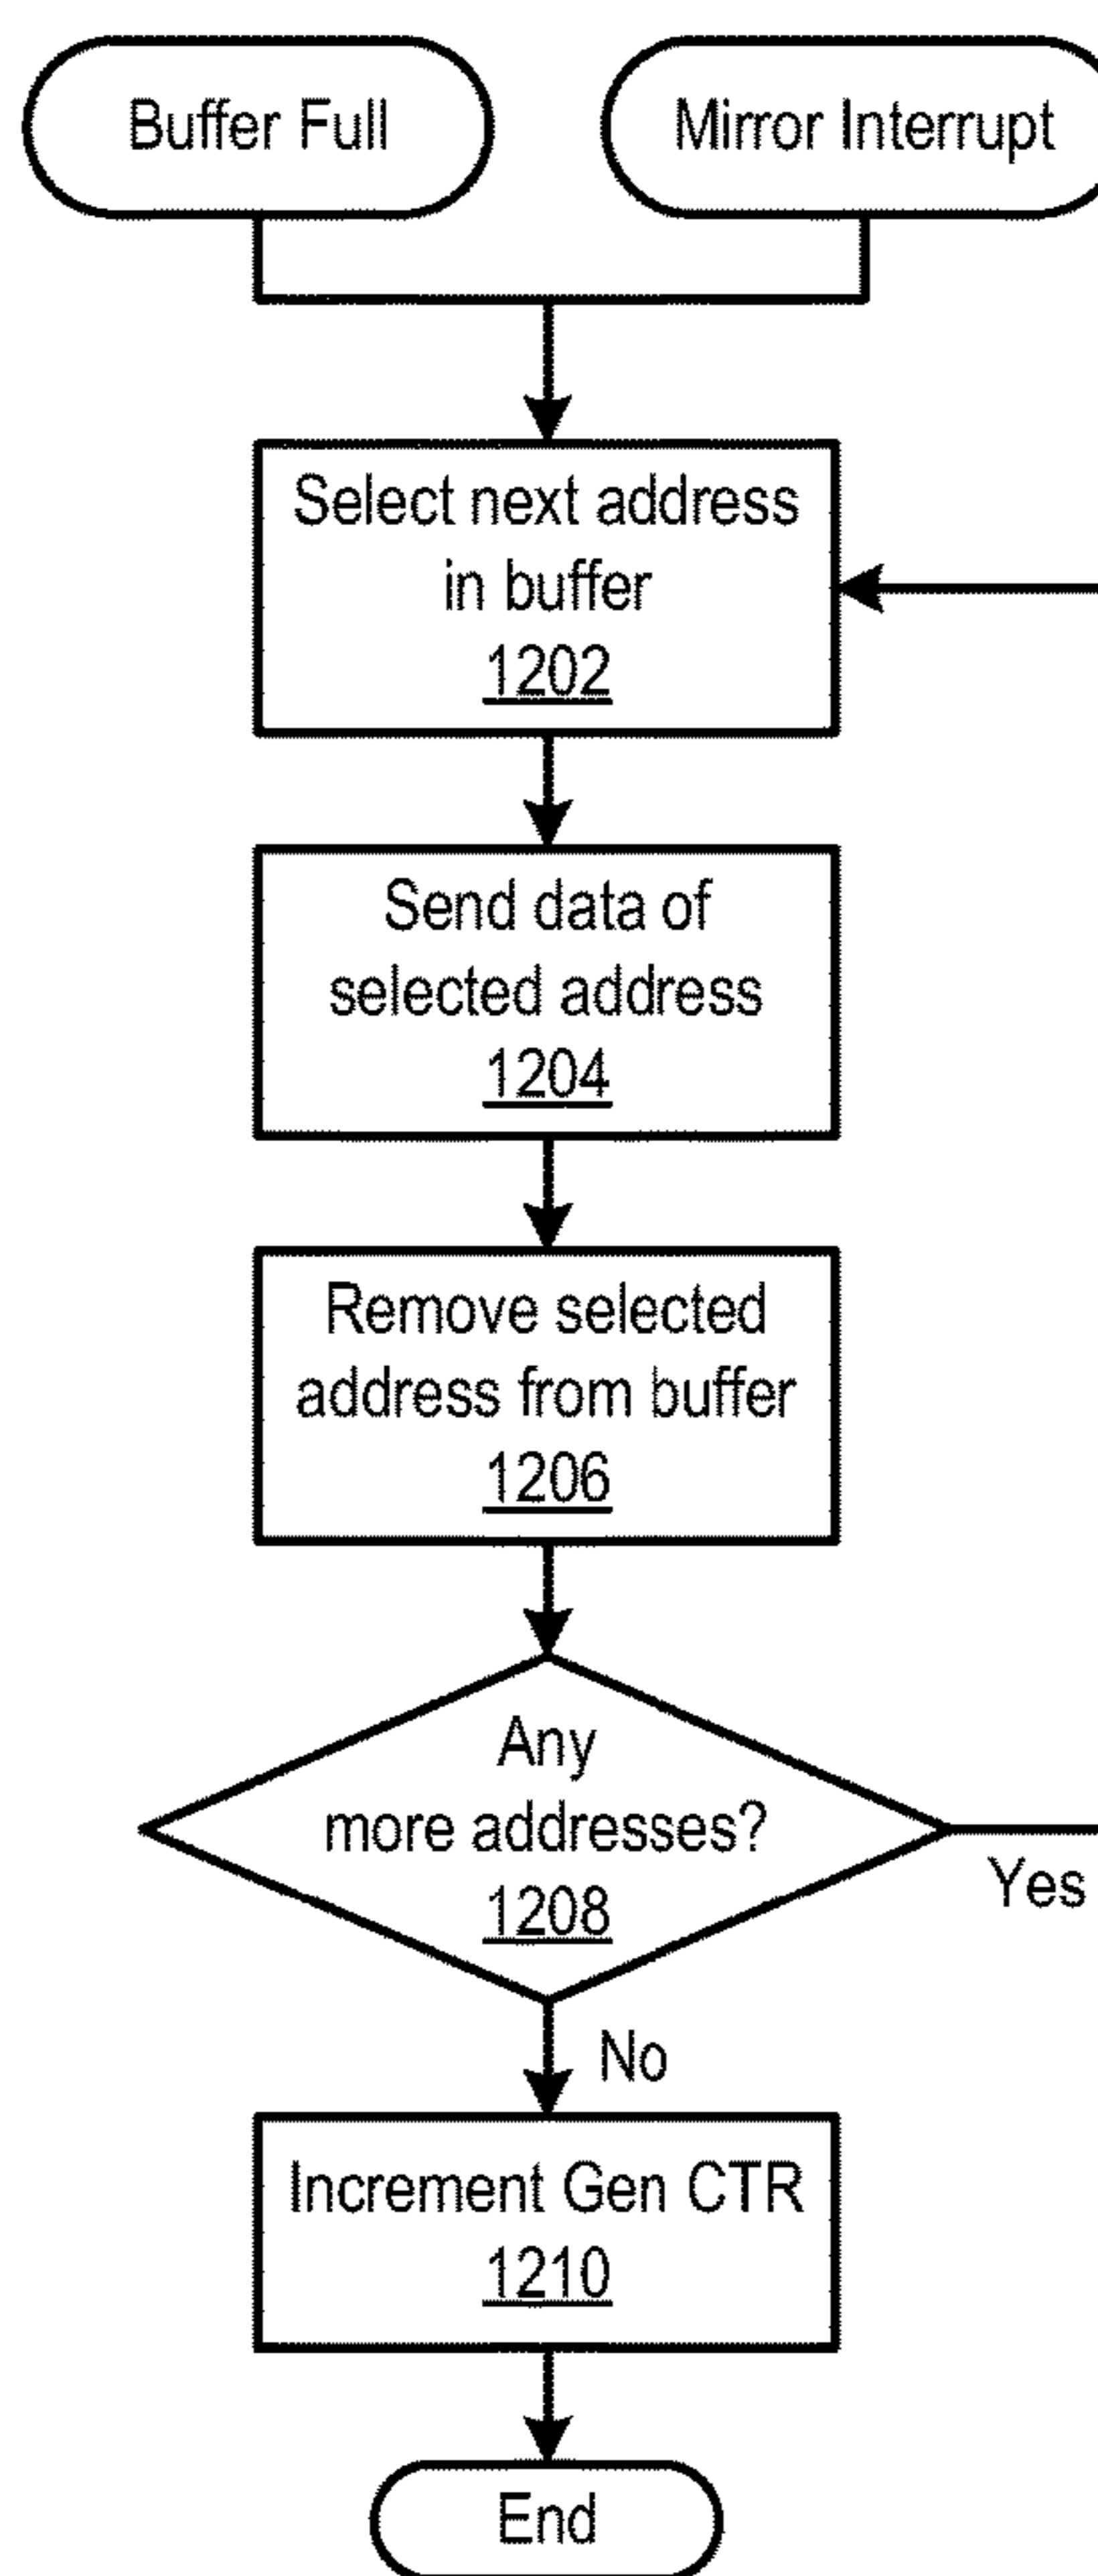 Buffer Full
Mirror Interrupt
Select next address
in buffer
1202
Send data of
selected address
1204
Remove selected
address from buffer
1206
Any
more addresses?
1208
Yes
No
Increment Gen CTR
1210
End